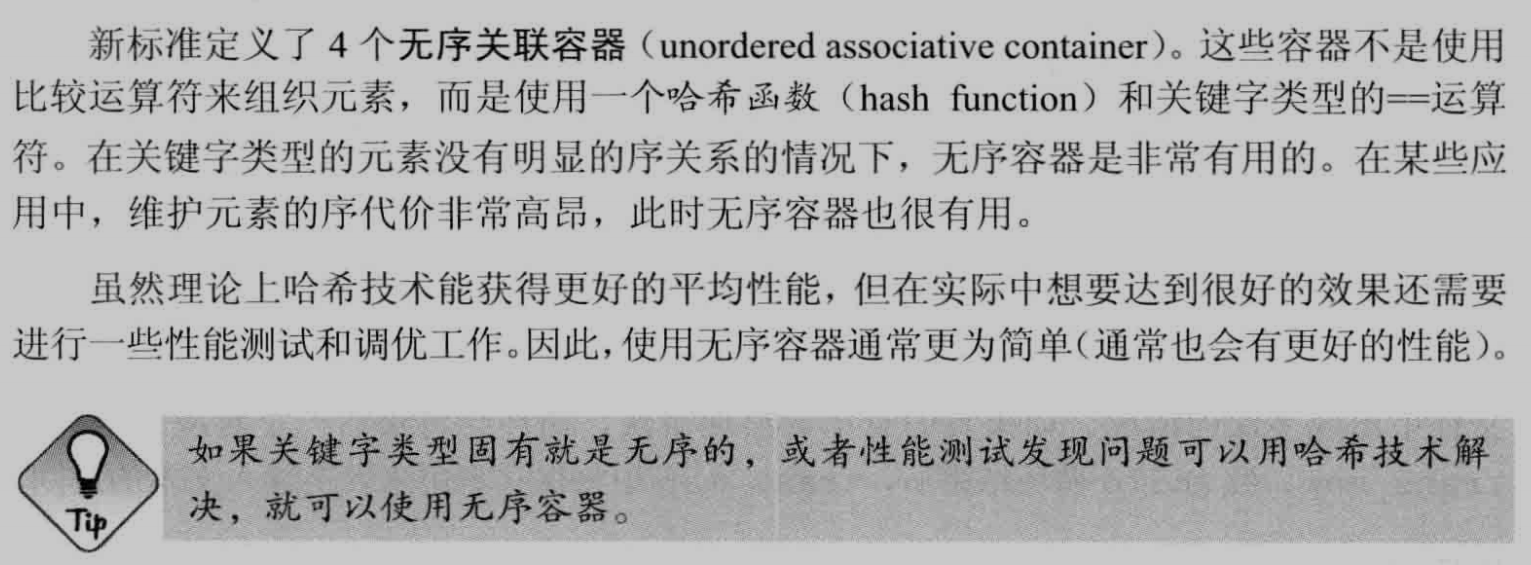 新标准定义了 4 个无序关联容器（unordered associative container）。这些容器不是使用
比较运算符来组织元素，而是使用一个哈希函数（hash function）和关键字类型的==运算
符。在关键字类型的元素没有明显的序关系的情况下，无序容器是非常有用的。在某些应
用中，维护元素的序代价非常高昂，此时无序容器也很有用。
虽然理论上哈希技术能获得更好的平均性能，但在实际中想要达到很好的效果还需要
进行一些性能测试和调优工作。因此，使用无序容器通常更为简单（通常也会有更好的性能）。
如果关键字类型固有就是无序的，或者性能测试发现问题可以用哈希技术解
决，就可以使用无序容器。
Tip